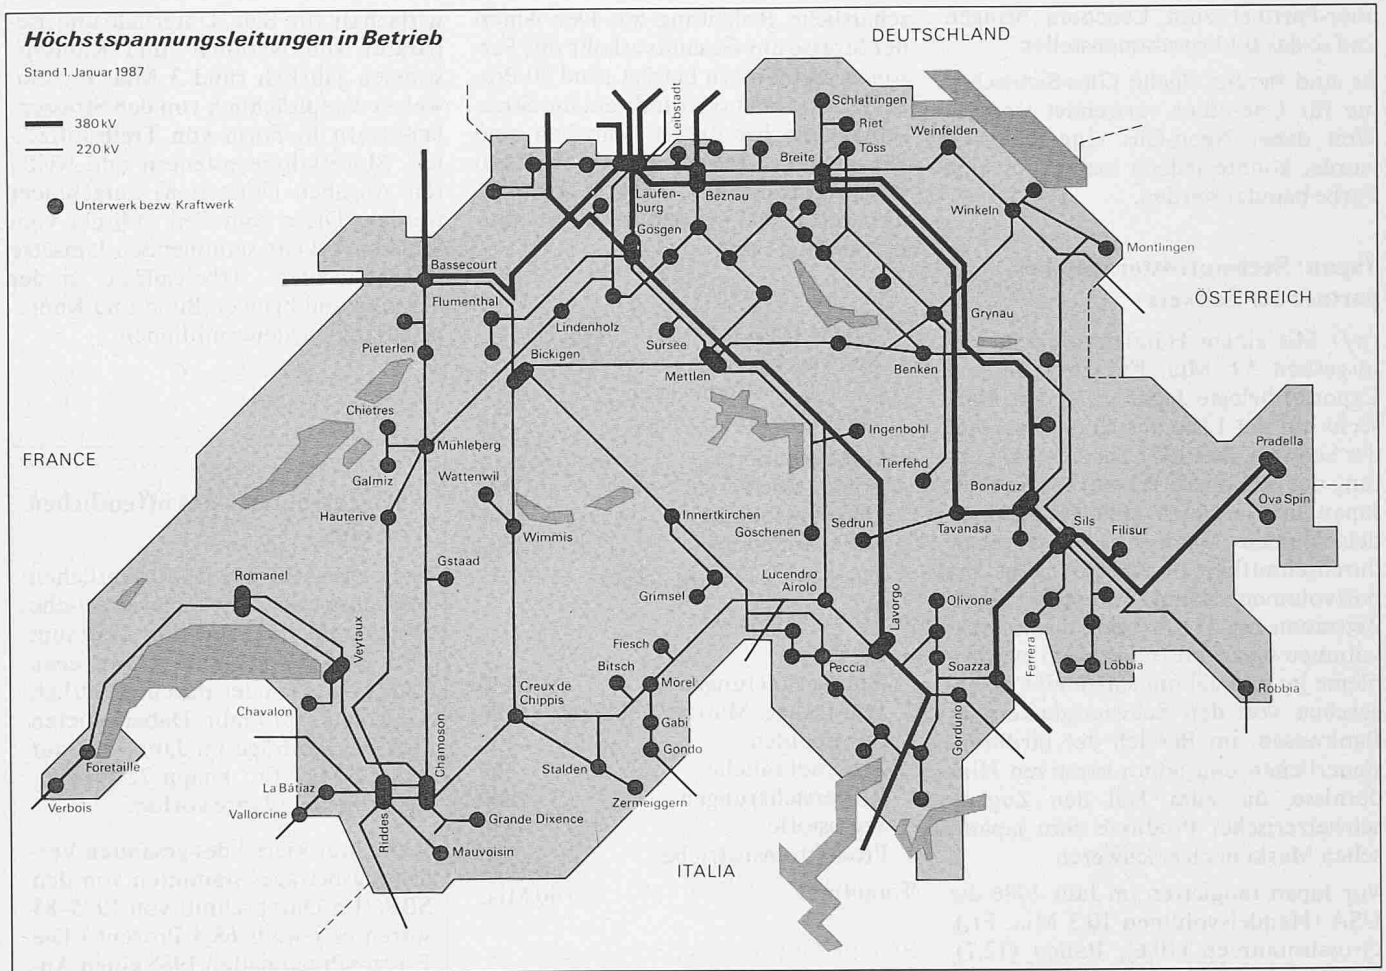 Höchstspannungsleitungen in Betrieb
Stand 1. Januar 1987
380 kV
220 kV
Unterwerk bezw. Kraftwerk
DEUTSCHLAND
ÖSTERREICH
FRANCE
ITALIA
Leibstadt
Schlattingen
Riet
Töss
Weinfelden
Breite
Laufen-
burg
Beznau
Gösgen
Winkeln
Montlingen
Bassecourt
Flumenthal
Lindenholz
Pieterlen
Bickigen
Sursee
Mettlen
Grynau
Benken
Chiètres
Mühleberg
Galmiz
Wattenwil
Hauterive
Wimmis
Innertkirchen
Ingenbohl
Tierfehd
Göschenen
Sedrun
Bonaduz
Tavanasa
Sils
Filisur
Pradella
Ova Spin
Romanel
Gstaad
Grimsel
Lucendro
Airolo
Lavorgo
Olivone
Veytaux
Fiesch
Bitsch
Morel
Peccia
Soazza
Ferrera
Löbbia
Robbia
Chavalon
Creux de
Chippis
Gabi
Gondo
Gorduno
Foretaille
Verbois
Chamoson
Stalden
Zermeiggern
La Bâtiaz
Vallorcine
Riddes
Grande Dixence
Mauvoisin